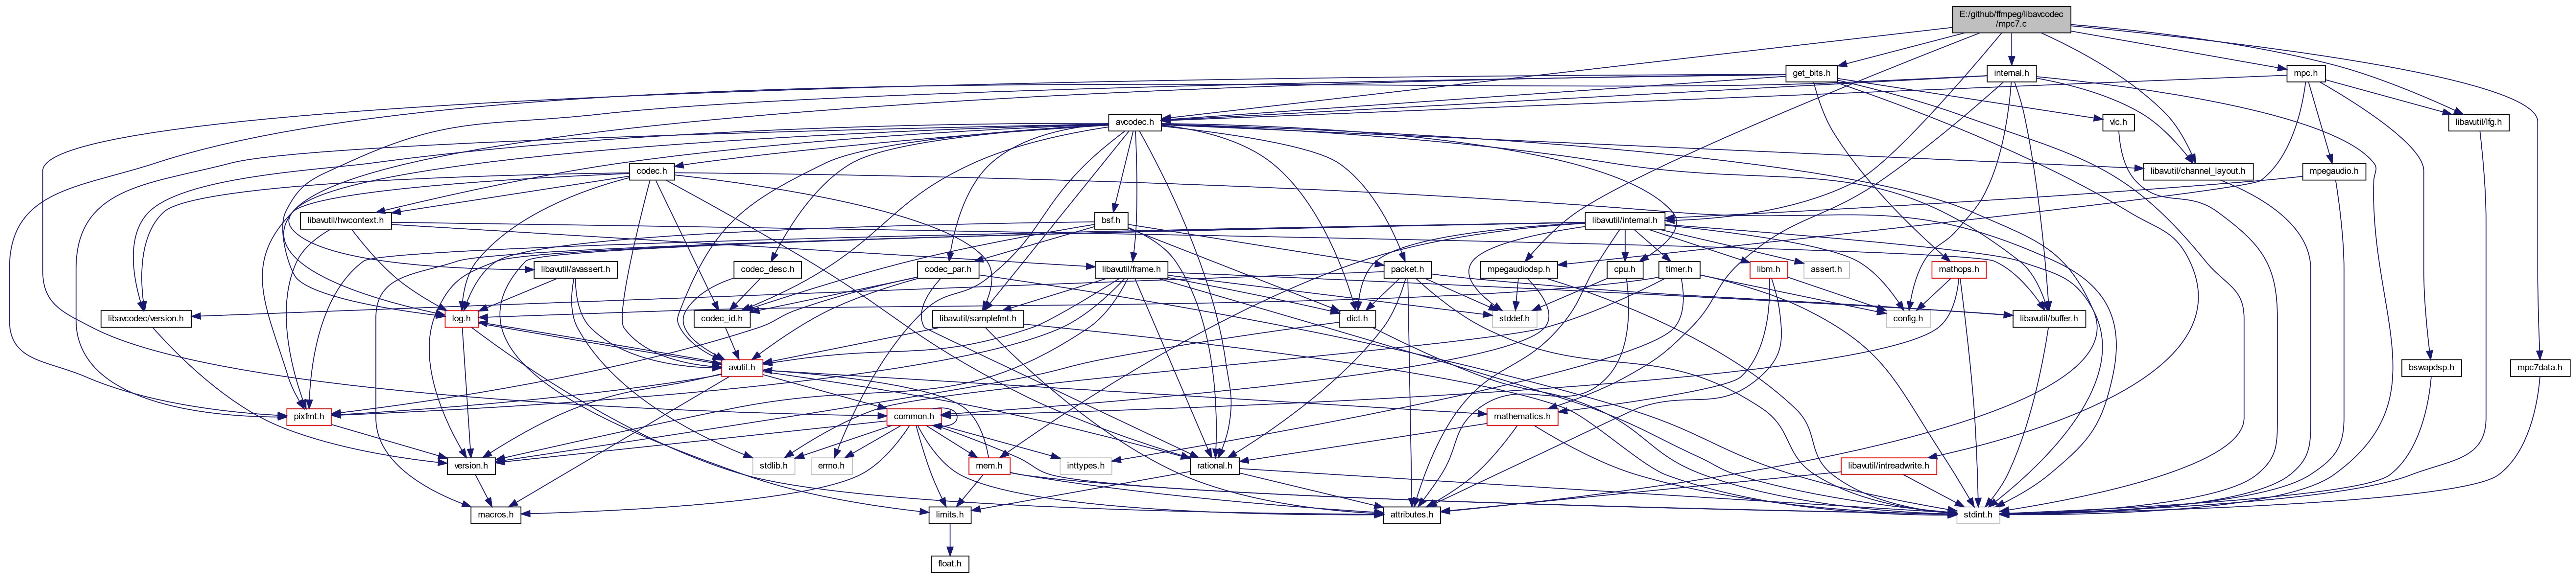 E:/github/ffmpeg/libavcodec
/mpc7.c
get_bits.h
internal.h
mpc.h
avcodec.h
vlc.h
libavutil/lfg.h
codec.h
libavutil/channel_layout.h
mpegaudio.h
libavutil/hwcontext.h
bsf.h
libavutil/internal.h
libavutil/avassert.h
codec_desc.h
codec_par.h
libavutil/frame.h
packet.h
mpegaudiodsp.h
cpu.h
timer.h
libm.h
assert.h
mathops.h
libavcodec/version.h
log.h
codec_id.h
libavutil/samplefmt.h
dict.h
stddef.h
config.h
libavutil/buffer.h
avutil.h
bswapdsp.h
mpc7data.h
pixfmt.h
common.h
mathematics.h
version.h
stdlib.h
errno.h
mem.h
inttypes.h
rational.h
libavutil/intreadwrite.h
macros.h
limits.h
attributes.h
stdint.h
float.h